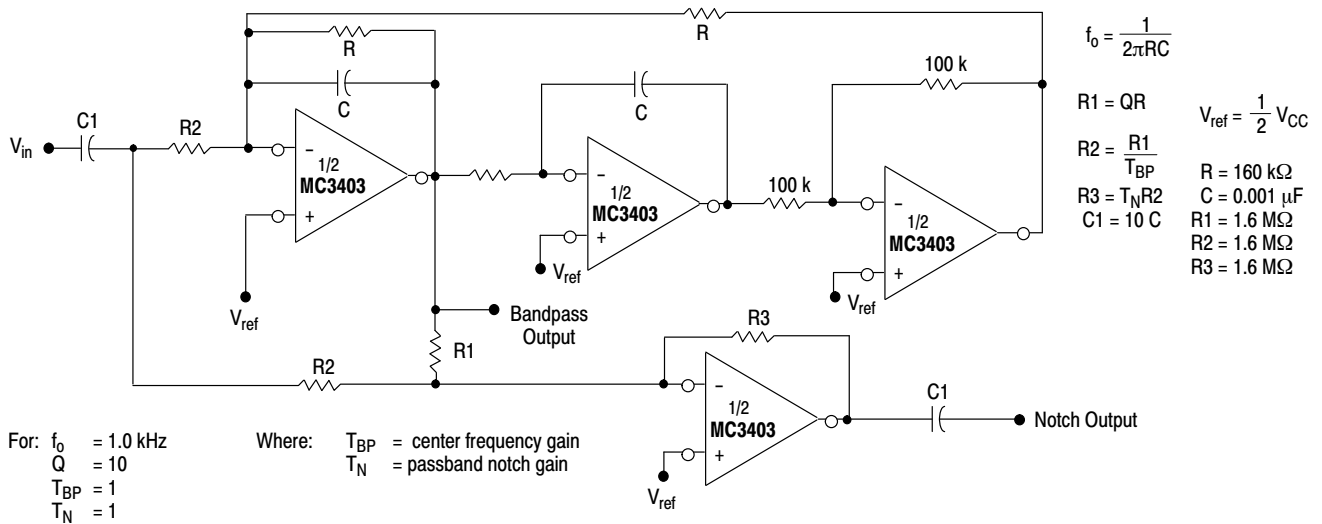 R
R
C
100 k
C
C1
V_in
R2
1/2
MC3403
−
+
V_ref
1/2
MC3403
−
+
V_ref
100 k
1/2
MC3403
−
+
V_ref
Bandpass
Output
R1
R2
R3
1/2
MC3403
−
+
V_ref
C1
Notch Output
f_o = 1 / 2πRC
R1 = QR
R2 = R1 / T_BP
R3 = T_NR2
C1 = 10 C
V_ref = 1/2 V_CC
R = 160 kΩ
C = 0.001 µF
R1 = 1.6 MΩ
R2 = 1.6 MΩ
R3 = 1.6 MΩ
For: f_o = 1.0 kHz
Q = 10
T_BP = 1
T_N = 1
Where: T_BP = center frequency gain
T_N = passband notch gain